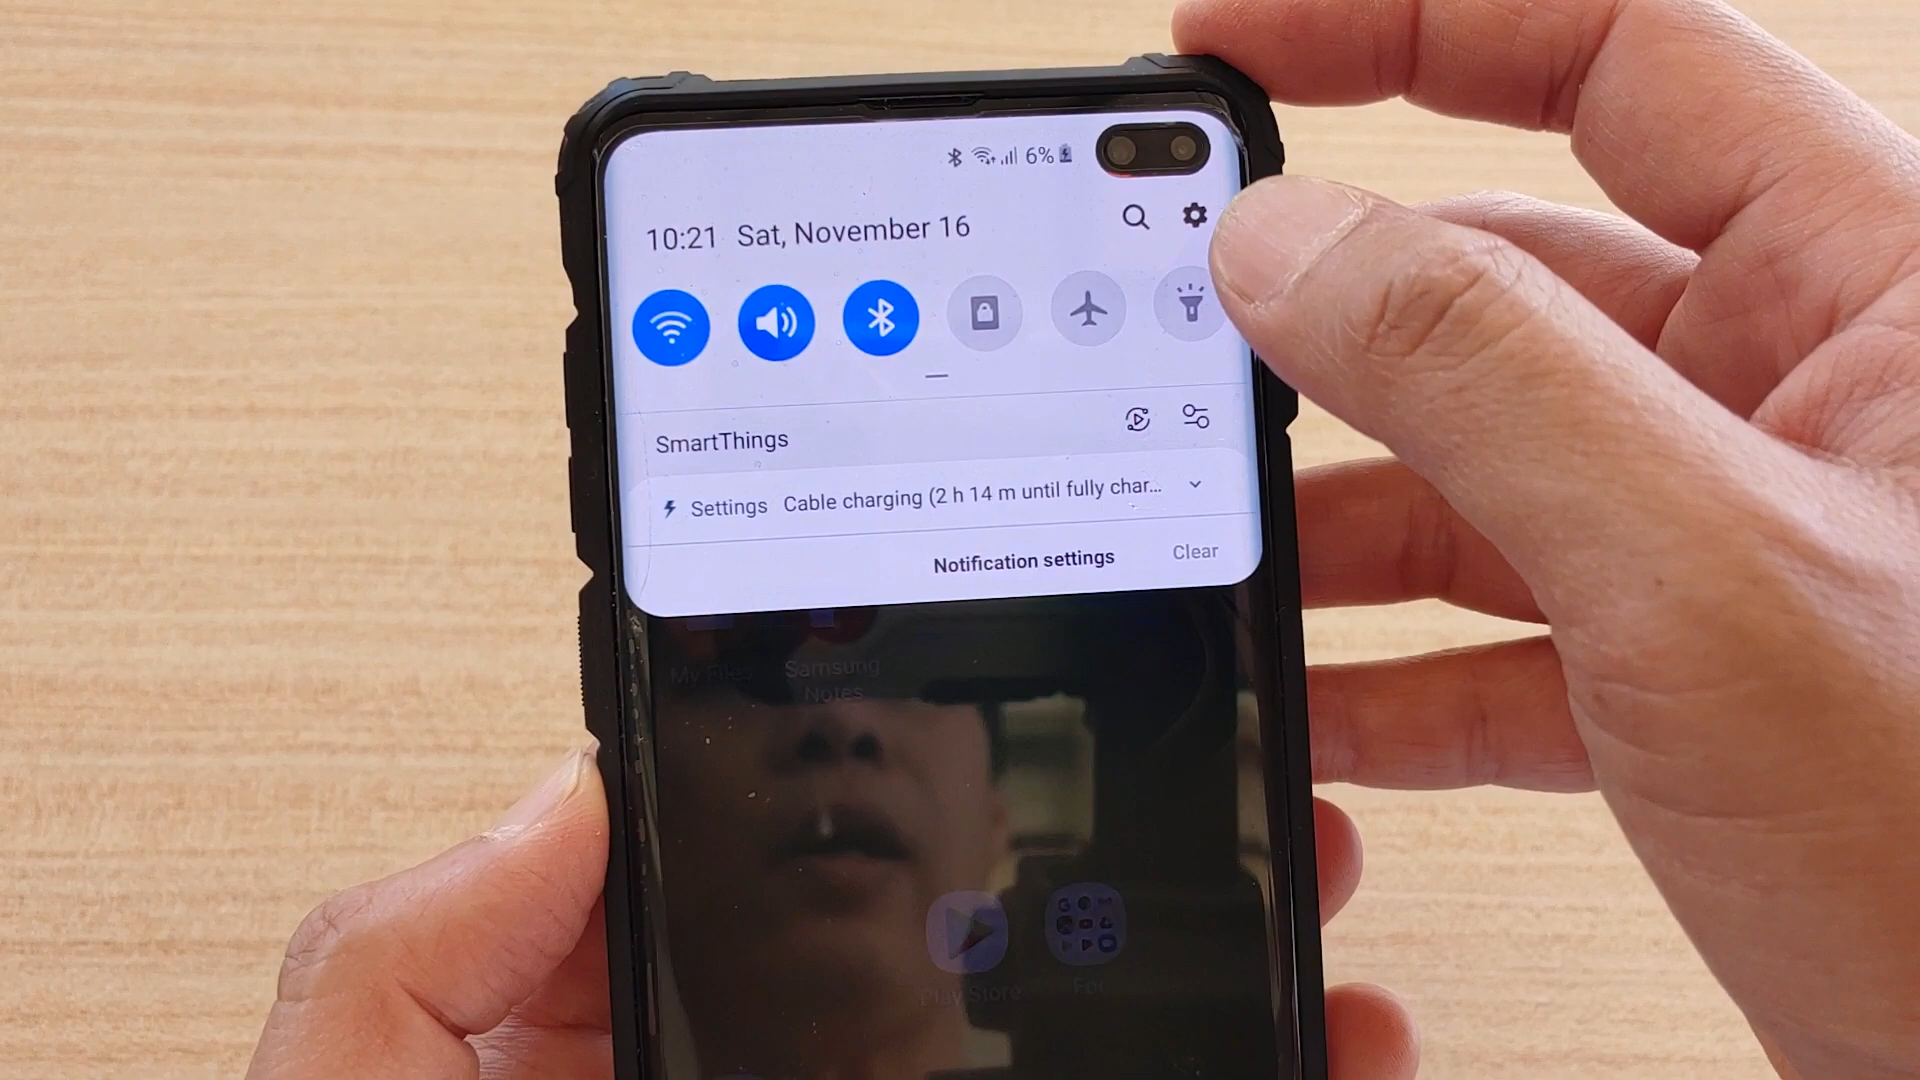 6%
10:21 Sat, November 16
SmartThings
Settings Cable charging (2 h 14 m until fully char...
Notification settings Clear
My Files Samsung
Notes
Play Store